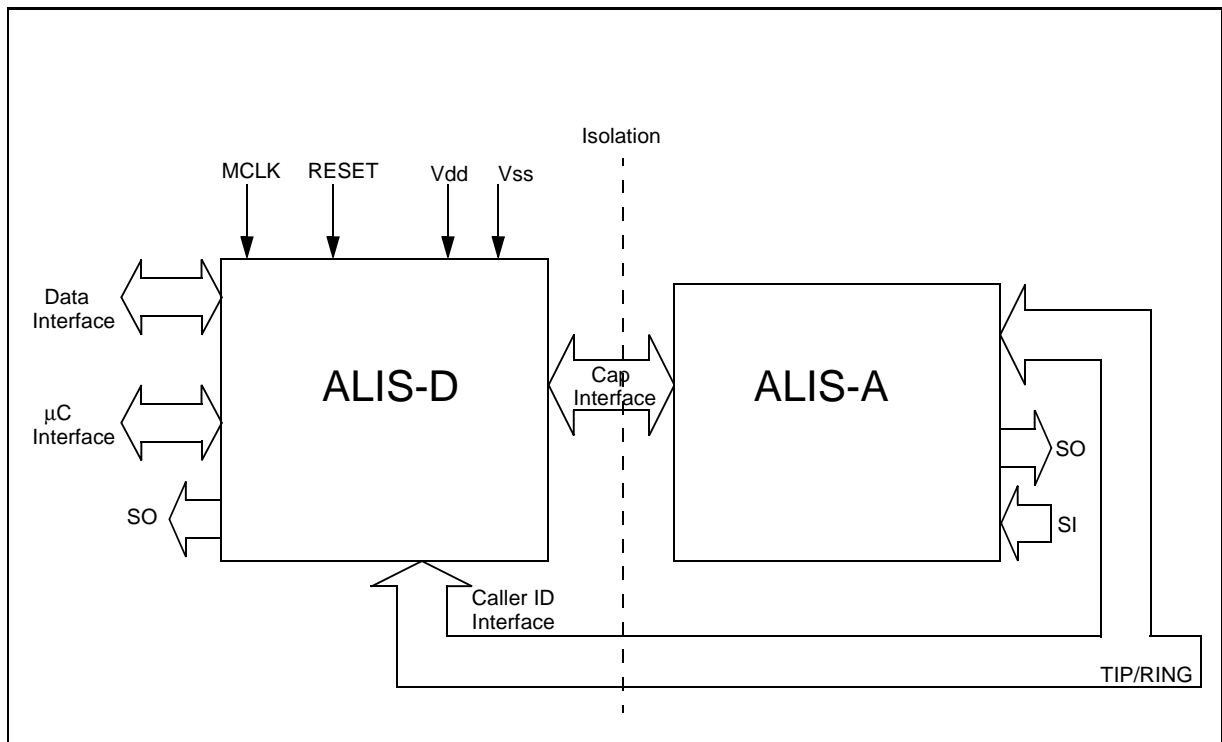 Isolation
MCLK RESET Vdd Vss
Data
Interface
ALIS-D
Cap
Interface
ALIS-A
μC
Interface
SO
SO
SI
Caller ID
Interface
TIP/RING